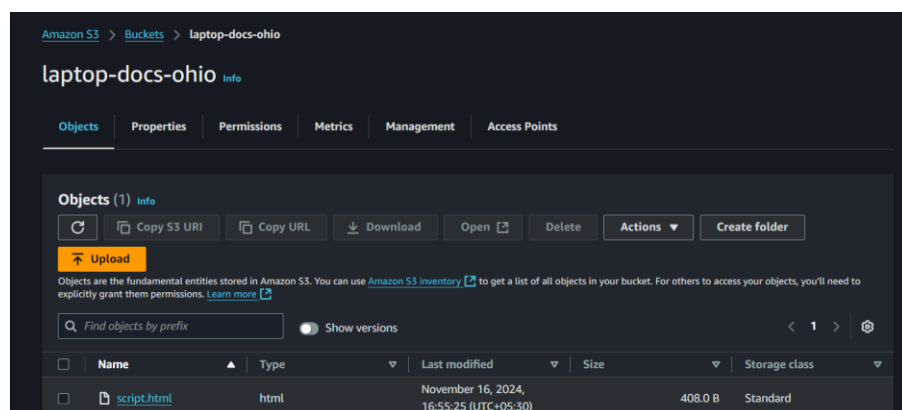 Amazon S3 > Buckets > laptop-docs-ohio
laptop-docs-ohio Info
Objects Properties Permissions Metrics Management Access Points
Objects (1) Info
Copy S3 URI Copy URL Download Open Delete Actions Create folder
Upload
Objects are the fundamental entities stored in Amazon S3. You can use Amazon S3 inventory to get a list of all objects in your bucket. For others to access your objects, you'll need to
explicitly grant them permissions. Learn more
Find objects by prefix Show versions < 1 >
Name Type Last modified Size Storage class
script.html html November 16, 2024, 408.0 B Standard
16:55:25 (UTC+05:30)